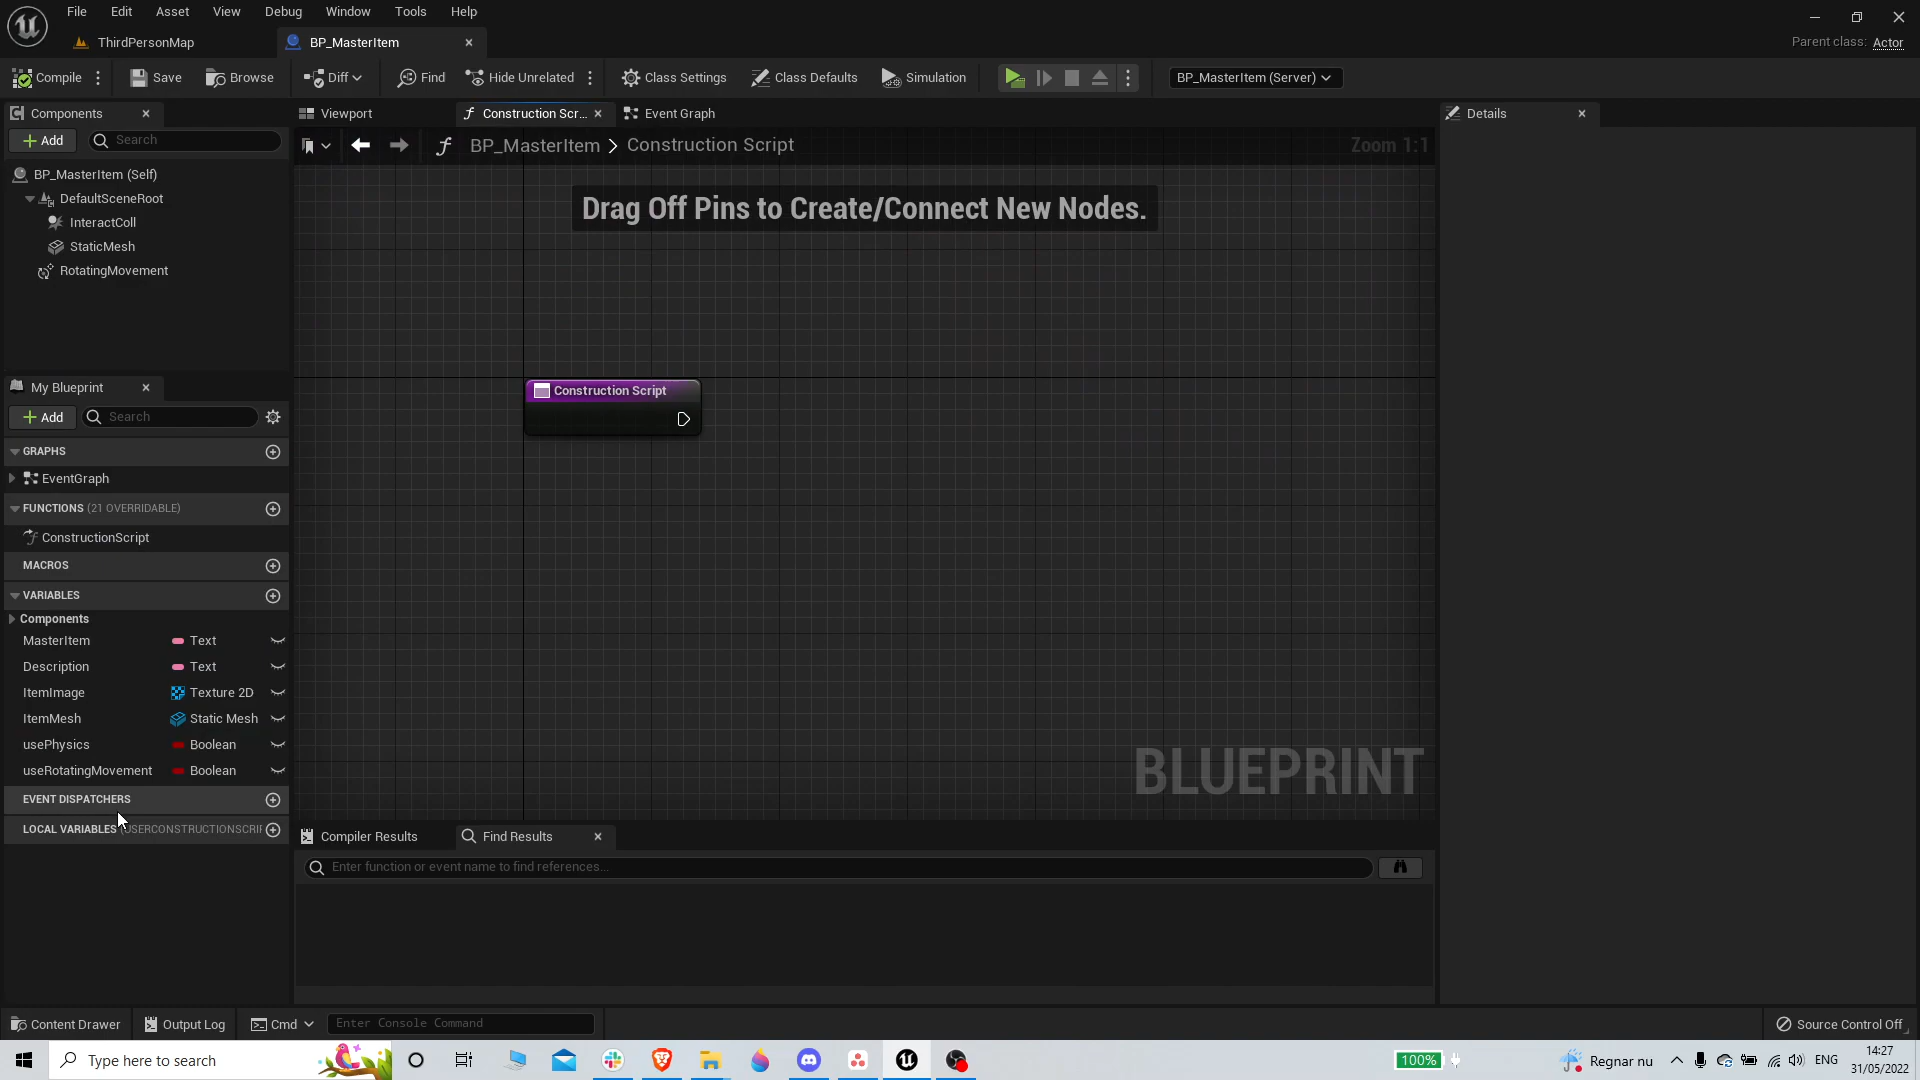 File Edit Asset View Debug Window Tools Help
ThirdPersonMap
BP_MasterItem
Parent class: Actor
Compile
Save
Browse
Diff
Find
Hide Unrelated
Class Settings
Class Defaults
Simulation
BP_MasterItem (Server)
Components
Add
Search
BP_MasterItem (Self)
DefaultSceneRoot
InteractColl
StaticMesh
RotatingMovement
My Blueprint
Add
Search
GRAPHS
EventGraph
FUNCTIONS (21 OVERRIDABLE)
ConstructionScript
MACROS
VARIABLES
Components
MasterItem Text
Description Text
ItemImage Texture 2D
ItemMesh Static Mesh
usePhysics Boolean
useRotatingMovement Boolean
EVENT DISPATCHERS
LOCAL VARIABLES (USERCONSTRUCTIONSCRIP
Viewport
Construction Scr...
Event Graph
BP_MasterItem > Construction Script
Zoom 1:1
Drag Off Pins to Create/Connect New Nodes.
Construction Script
BLUEPRINT
Compiler Results
Find Results
Enter function or event name to find references...
Details
Content Drawer
Output Log
Cmd
Enter Console Command
Source Control Off
Type here to search
100%
Regnar nu
ENG
14:27
31/05/2022